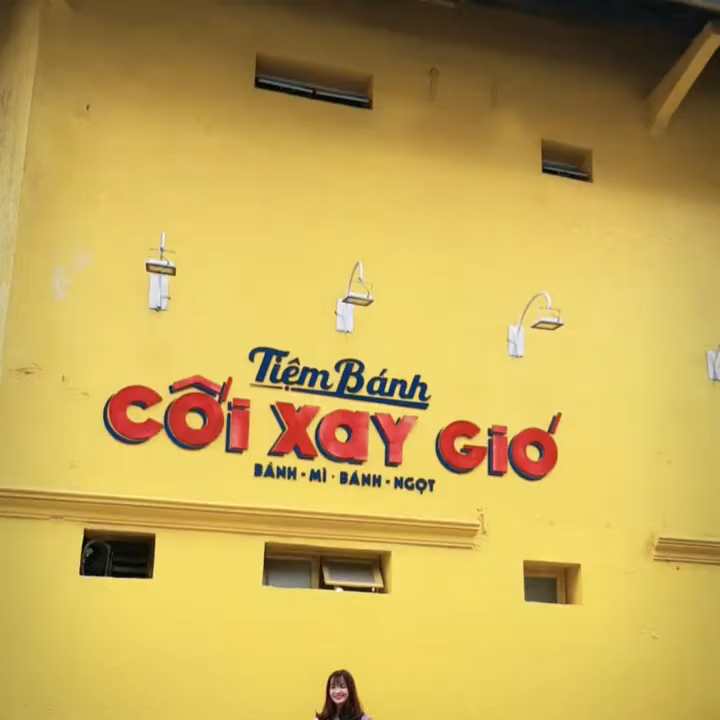 Tiệm Bánh
CỐI XAY GIÓ
BÁNH - MÌ - BÁNH - NGỌT